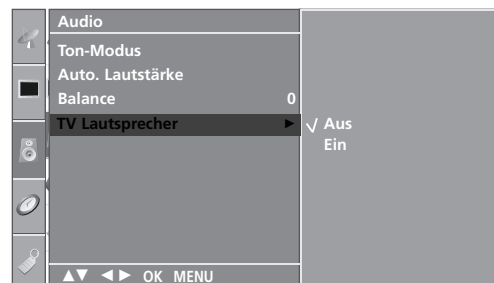 Audio
Ton-Modus
Auto. Lautstärke
Balance 0
TV Lautsprecher ►
√ Aus
Ein
▲▼ ◄► OK MENU